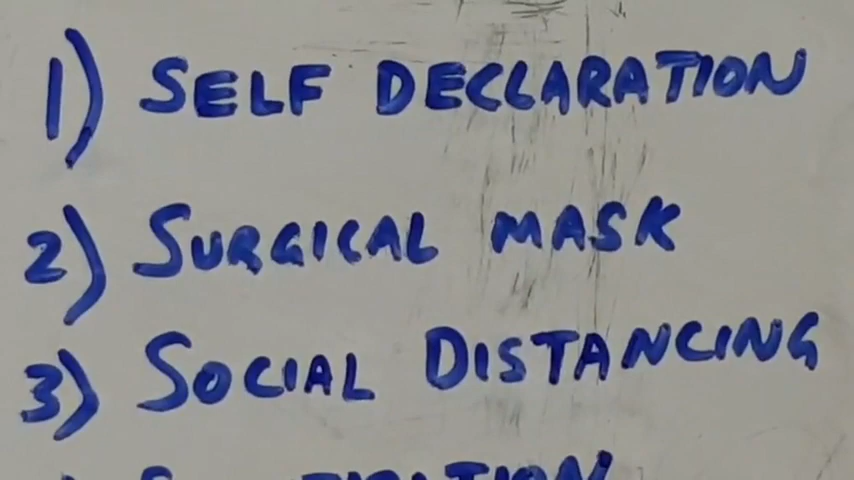 1) SELF DECLARATION
2) SURGICAL MASK
3) SOCIAL DISTANCING